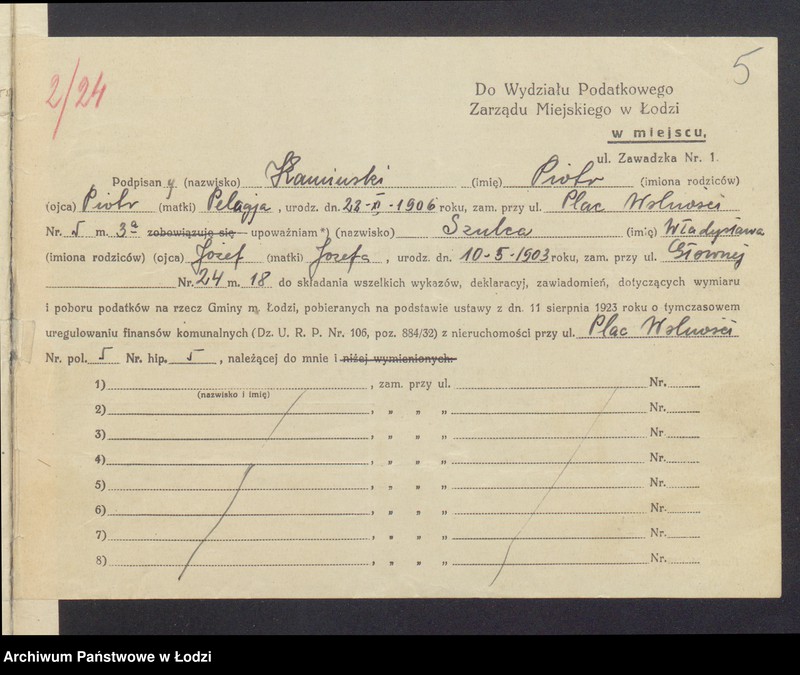 2/24
5
Do Wydziału Podatkowego
Zarządu Miejskiego w Łodzi
w miejscu,
ul. Zawadzka Nr. 1.
Podpisany (nazwisko) Kamiński (imię) Piotr (imiona rodziców)
(ojca) Piotr (matki) Pelagja, urodz. dn. 22-XI-1906 roku, zam. przy ul. Plac Wolności
Nr. 5 m. 3a zobowiązuję się upoważniam*) (nazwisko) Szulca (imię) Władysława
(imiona rodziców) (ojca) Józef (matki) Józefa, urodz. dn. 10-5-1903 roku, zam. przy ul. Głównej
Nr. 24 m. 18 do składania wszelkich wykazów, deklaracyj, zawiadomień, dotyczących wymiaru
i poboru podatków na rzecz Gminy m. Łodzi, pobieranych na podstawie ustawy z dn. 11 sierpnia 1923 roku o tymczasowem
uregulowaniu finansów komunalnych (Dz. U. R. P. Nr. 106, poz. 884/32) z nieruchomości przy ul. Plac Wolności
Nr. pol. 5 Nr. hip. 5, należącej do mnie i niżej wymienionych.
1) , zam. przy ul. Nr.
(nazwisko i imię)
2) , „ „ „ Nr.
3) , „ „ „ Nr.
4) , „ „ „ Nr.
5) , „ „ „ Nr.
6) , „ „ „ Nr.
7) , „ „ „ Nr.
8) , „ „ „ Nr.
Archiwum Państwowe w Łodzi